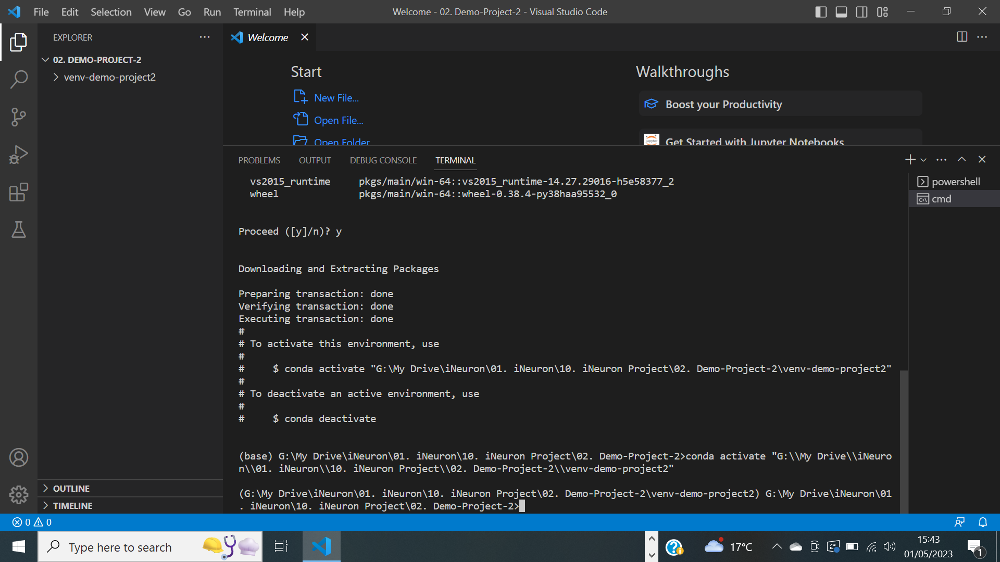 File Edit Selection View Go Run Terminal Help
Welcome - 02. Demo-Project-2 - Visual Studio Code
EXPLORER
02. DEMO-PROJECT-2
venv-demo-project2
OUTLINE
TIMELINE
Welcome
Start
New File...
Open File...
Open Folder
Walkthroughs
Boost your Productivity
jupyter
Get Started with Jupyter Notebooks
PROBLEMS OUTPUT DEBUG CONSOLE TERMINAL
vs2015_runtime pkgs/main/win-64::vs2015_runtime-14.27.29016-h5e58377_2
wheel pkgs/main/win-64::wheel-0.38.4-py38haa95532_0
Proceed ([y]/n)? y
Downloading and Extracting Packages
Preparing transaction: done
Verifying transaction: done
Executing transaction: done
#
# To activate this environment, use
#
# $ conda activate "G:\My Drive\iNeuron\01. iNeuron\10. iNeuron Project\02. Demo-Project-2\venv-demo-project2"
#
# To deactivate an active environment, use
#
# $ conda deactivate
(base) G:\My Drive\iNeuron\01. iNeuron\10. iNeuron Project\02. Demo-Project-2>conda activate "G:\\My Drive\\iNeuro
n\\01. iNeuron\\10. iNeuron Project\\02. Demo-Project-2\\venv-demo-project2"
(G:\My Drive\iNeuron\01. iNeuron\10. iNeuron Project\02. Demo-Project-2\venv-demo-project2) G:\My Drive\iNeuron\01
. iNeuron\10. iNeuron Project\02. Demo-Project-2>
powershell
cmd
0 0
Type here to search
17°C
15:43
01/05/2023
1